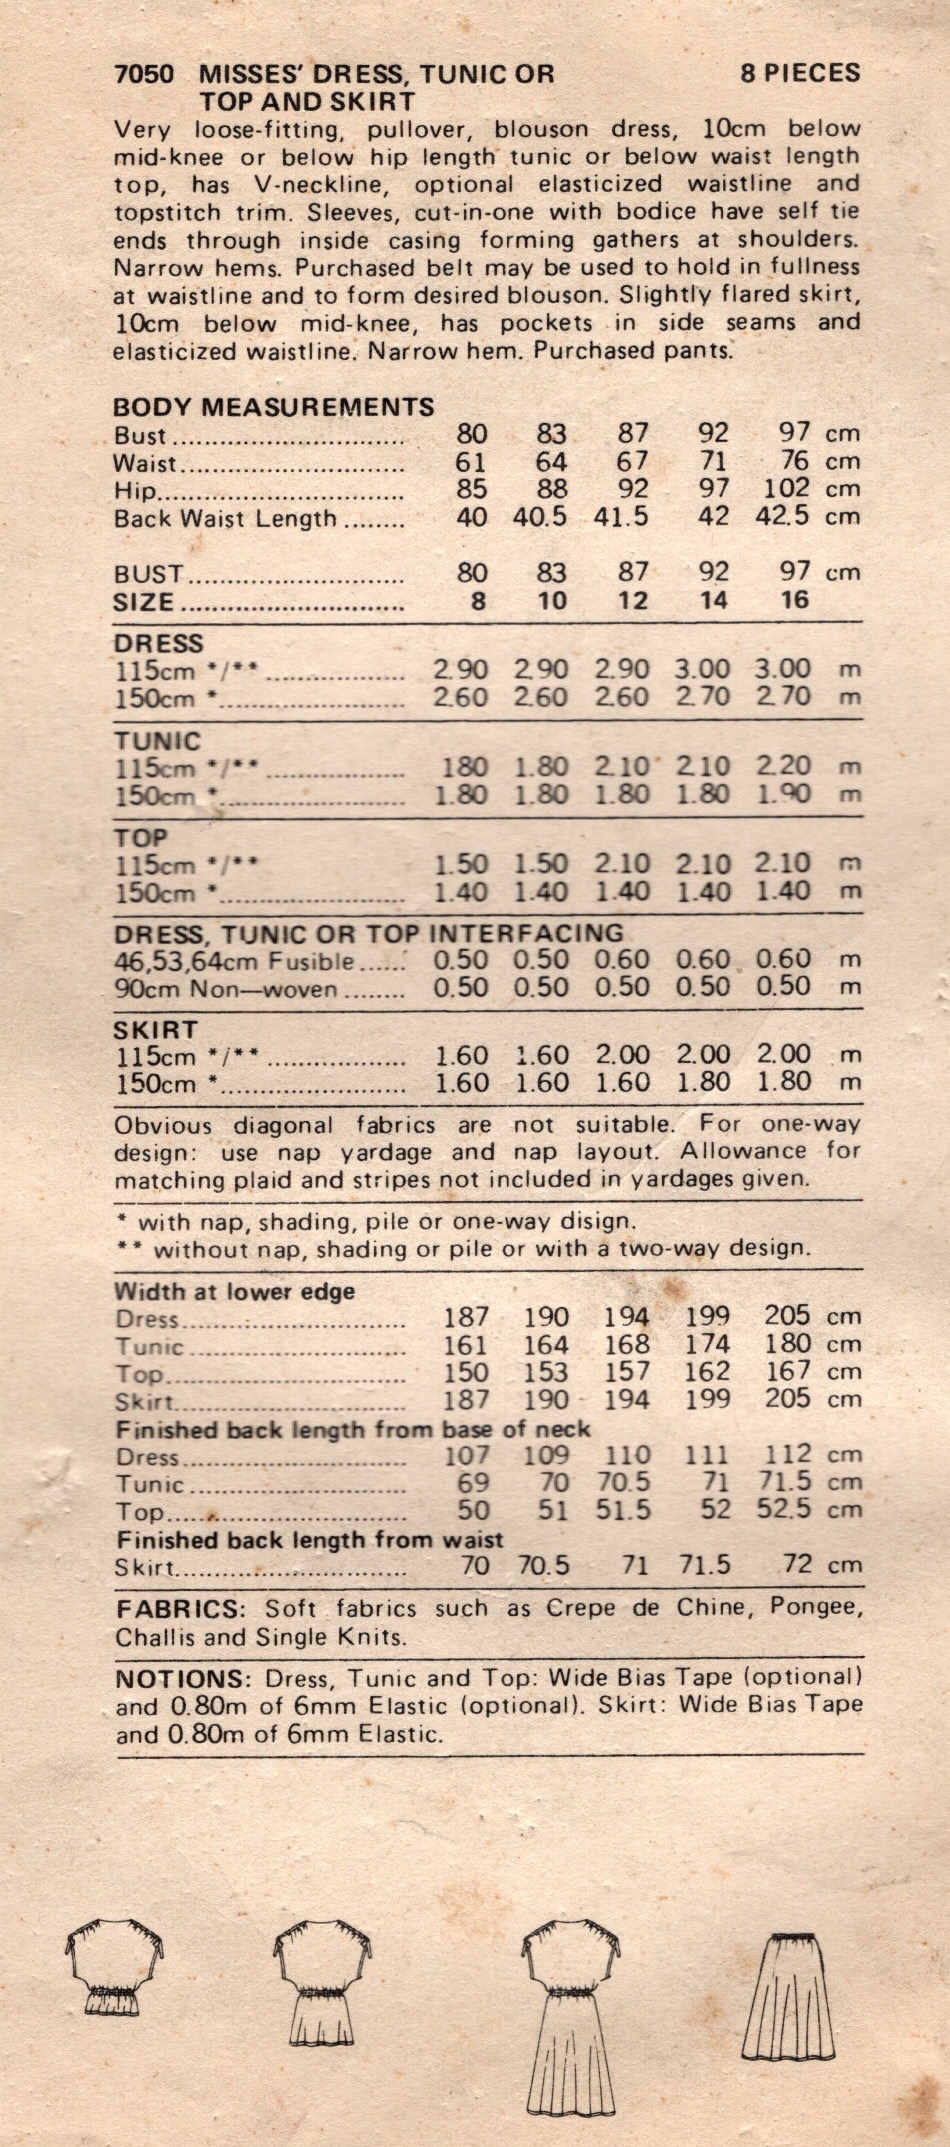 7050 MISSES' DRESS, TUNIC OR 8 PIECES
TOP AND SKIRT
Very loose-fitting, pullover, blouson dress, 10cm below
mid-knee or below hip length tunic or below waist length
top, has V-neckline, optional elasticized waistline and
topstitch trim. Sleeves, cut-in-one with bodice have self tie
ends through inside casing forming gathers at shoulders.
Narrow hems. Purchased belt may be used to hold in fullness
at waistline and to form desired blouson. Slightly flared skirt,
10cm below mid-knee, has pockets in side seams and
elasticized waistline. Narrow hem. Purchased pants.
BODY MEASUREMENTS
Bust .............................. 80 83 87 92 97 cm
Waist............................. 61 64 67 71 76 cm
Hip................................ 85 88 92 97 102 cm
Back Waist Length ........ 40 40.5 41.5 42 42.5 cm
BUST............................ 80 83 87 92 97 cm
SIZE ............................. 8 10 12 14 16
DRESS
115cm */** .................. 2.90 2.90 2.90 3.00 3.00 m
150cm *........................ 2.60 2.60 2.60 2.70 2.70 m
TUNIC
115cm */** .................. 180 1.80 2.10 2.10 2.20 m
150cm *........................ 1.80 1.80 1.80 1.80 1.90 m
TOP
115cm */** 1.50 1.50 2.10 2.10 2.10 m
150cm *........................ 1.40 1.40 1.40 1.40 1.40 m
DRESS, TUNIC OR TOP INTERFACING
46,53,64cm Fusible...... 0.50 0.50 0.60 0.60 0.60 m
90cm Non—woven ........ 0.50 0.50 0.50 0.50 0.50 m
SKIRT
115cm */** .................. 1.60 1.60 2.00 2.00 2.00 m
150cm *........................ 1.60 1.60 1.60 1.80 1.80 m
Obvious diagonal fabrics are not suitable. For one-way
design: use nap yardage and nap layout. Allowance for
matching plaid and stripes not included in yardages given.
* with nap, shading, pile or one-way disign.
** without nap, shading or pile or with a two-way design.
Width at lower edge
Dress............................. 187 190 194 199 205 cm
Tunic ............................ 161 164 168 174 180 cm
Top............................... 150 153 157 162 167 cm
Skirt.............................. 187 190 194 199 205 cm
Finished back length from base of neck
Dress............................. 107 109 110 111 112 cm
Tunic ............................ 69 70 70.5 71 71.5 cm
Top............................... 50 51 51.5 52 52.5 cm
Finished back length from waist
Skirt.............................. 70 70.5 71 71.5 72 cm
FABRICS: Soft fabrics such as Crepe de Chine, Pongee,
Challis and Single Knits.
NOTIONS: Dress, Tunic and Top: Wide Bias Tape (optional)
and 0.80m of 6mm Elastic (optional). Skirt: Wide Bias Tape
and 0.80m of 6mm Elastic.